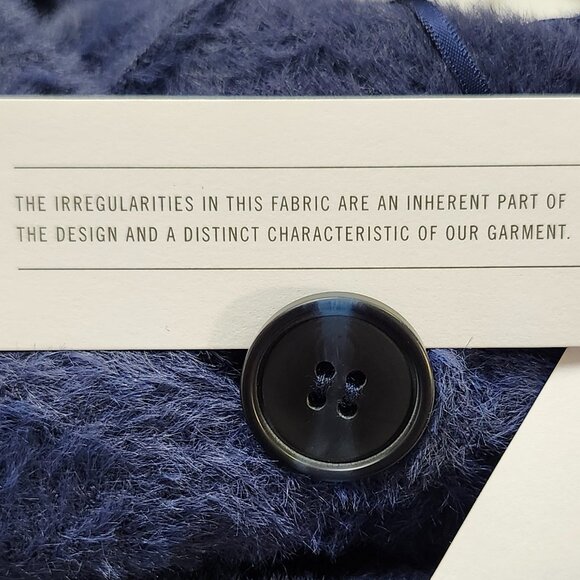 THE IRREGULARITIES IN THIS FABRIC ARE AN INHERENT PART OF
THE DESIGN AND A DISTINCT CHARACTERISTIC OF OUR GARMENT.